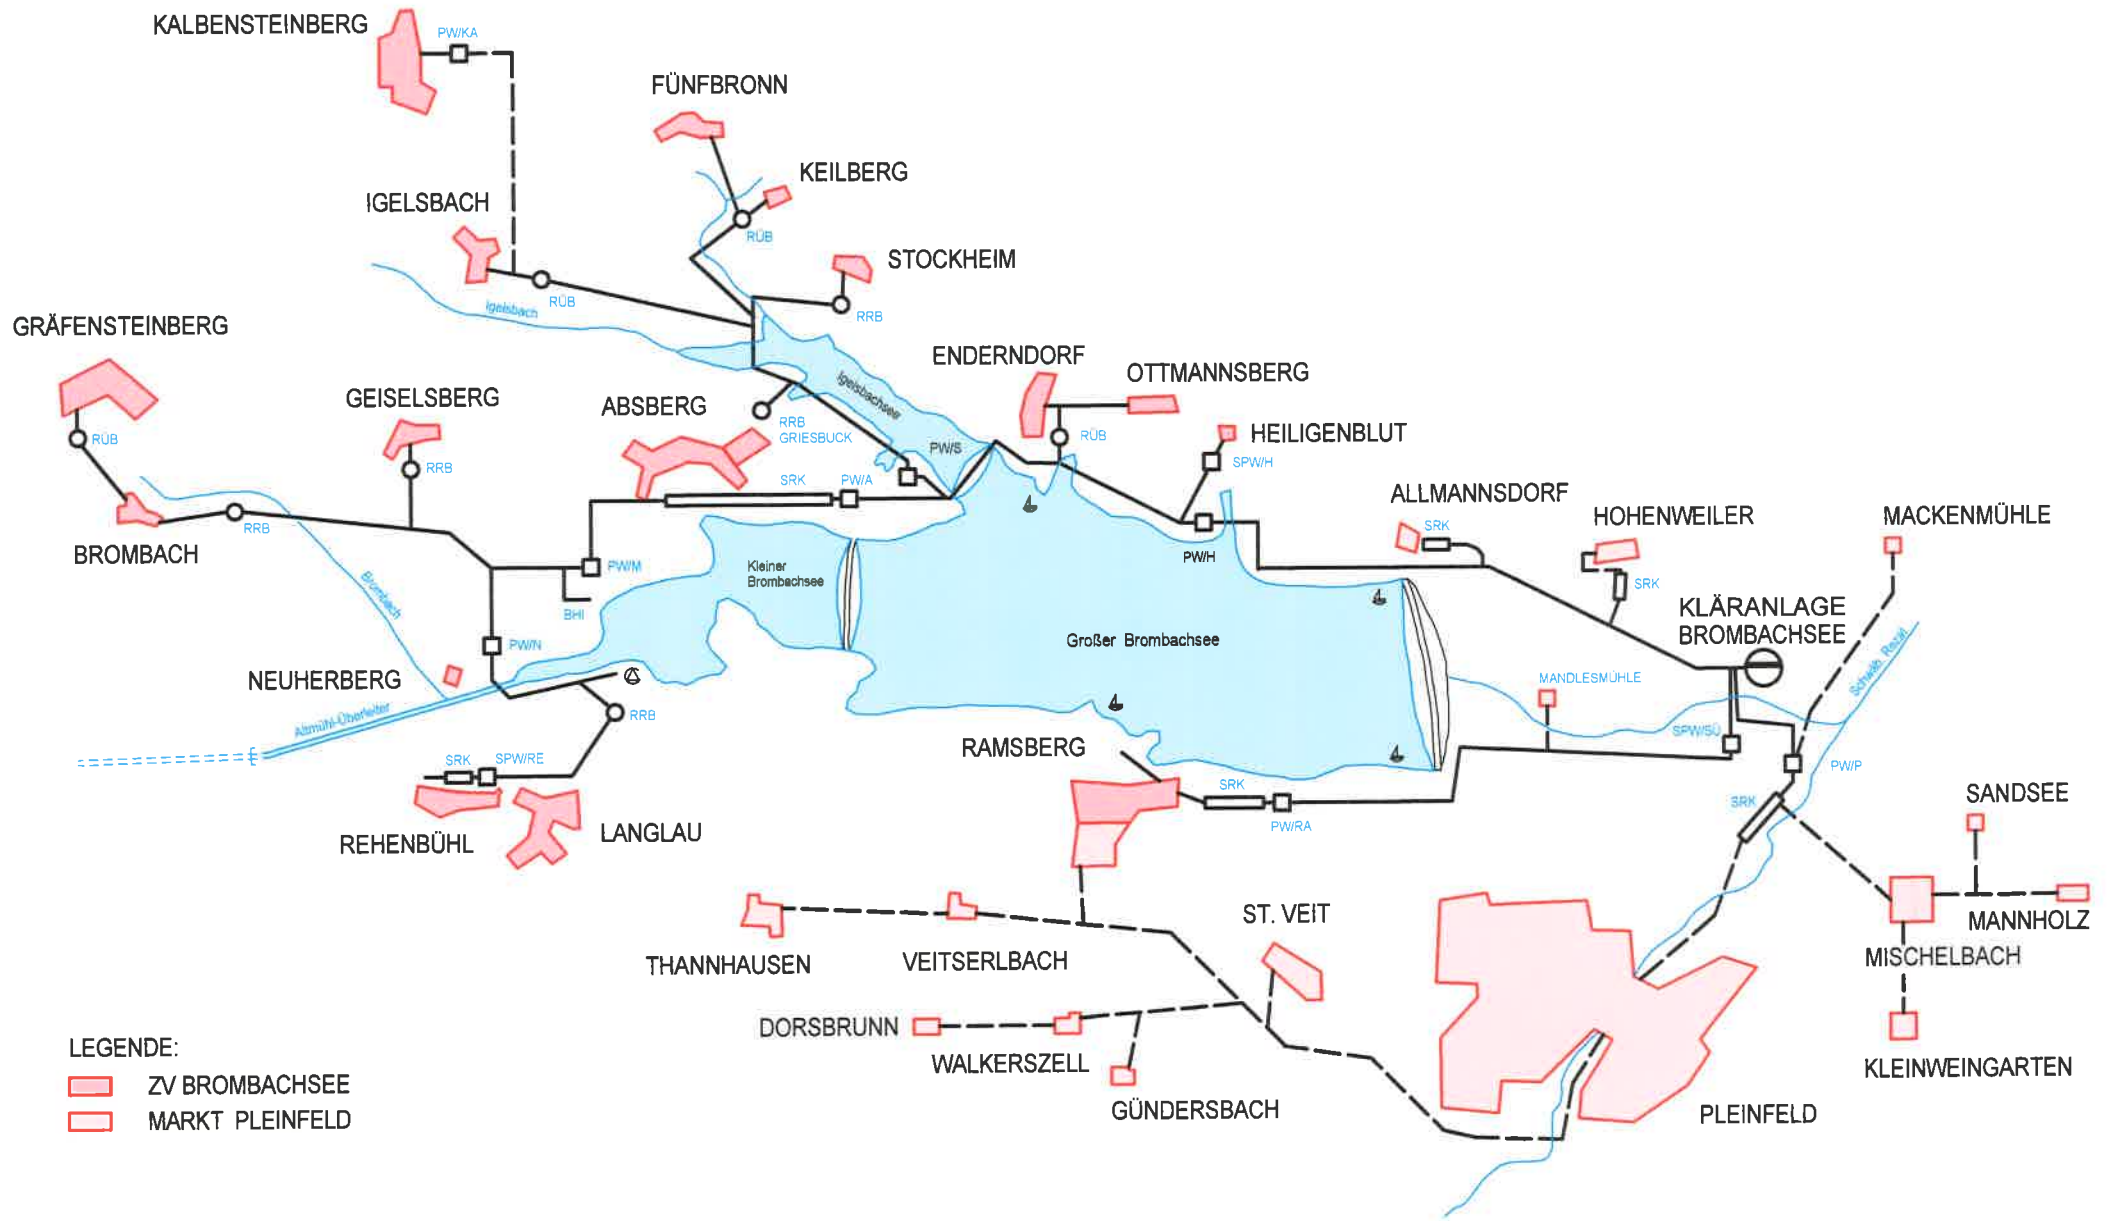 KALBENSTEINBERG
PW/KA
FÜNFBRONN
KEILBERG
IGELSBACH
RÜB
STOCKHEIM
RÜB
Igelsbach
RRB
GRÄFENSTEINBERG
ENDERNDORF
OTTMANNSBERG
GEISELSBERG
ABSBERG
Igelsbachsee
RRB
GRIESBUCK
RÜB
RÜB
HEILIGENBLUT
PW/S
SPW/H
RRB
SRK
PW/A
ALLMANNSDORF
HOHENWEILER
MACKENMÜHLE
RRB
SRK
BROMBACH
PW/H
PW/M
Kleiner
Brombachsee
SRK
Brombach
BHI
KLÄRANLAGE
BROMBACHSEE
Großer Brombachsee
PW/N
Schwäb. Rezat
NEUHERBERG
MANDLESMÜHLE
Altmühl-Überleiter
RRB
SPW/SÜ
RAMSBERG
SRK
SPW/RE
PW/P
SRK
SANDSEE
SRK
PW/RA
REHENBÜHL
LANGLAU
ST. VEIT
MANNHOLZ
THANNHAUSEN
VEITSERLBACH
MISCHELBACH
DORSBRUNN
LEGENDE:
WALKERSZELL
KLEINWEINGARTEN
ZV BROMBACHSEE
GÜNDERSBACH
PLEINFELD
MARKT PLEINFELD